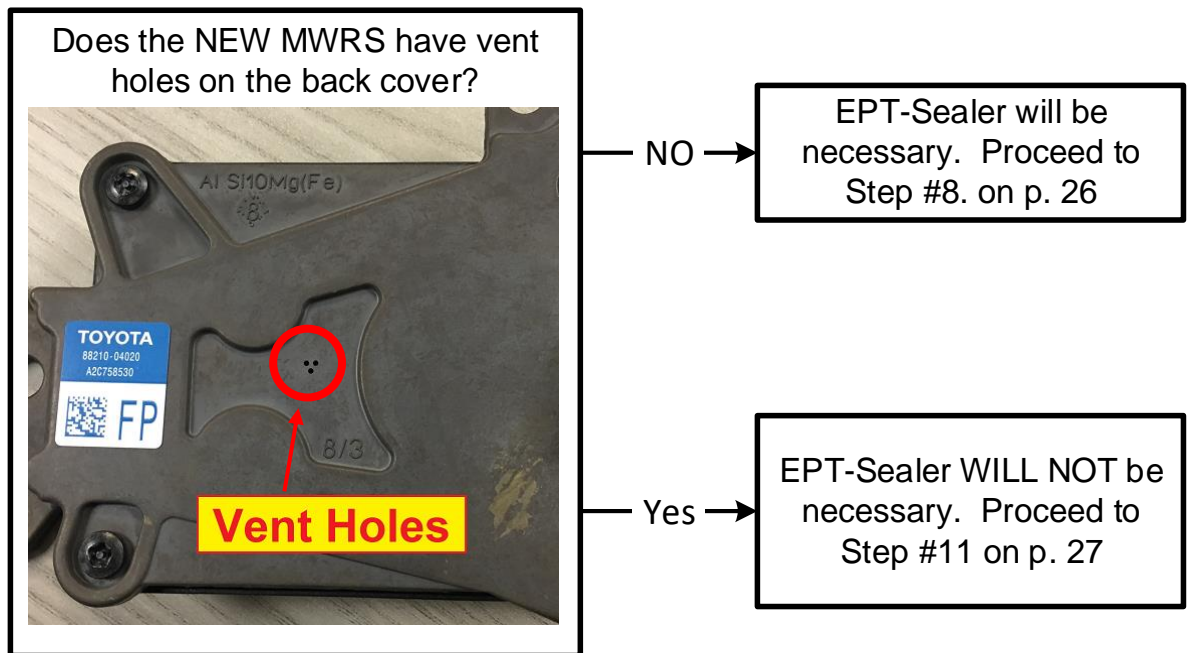 Does the NEW MWRS have vent
holes on the back cover?
Al Si10Mg(Fe)
8
TOYOTA
88210-04020
A2C758530
FP
8/3
Vent Holes
NO
EPT-Sealer will be
necessary. Proceed to
Step #8. on p. 26
Yes
EPT-Sealer WILL NOT be
necessary. Proceed to
Step #11 on p. 27